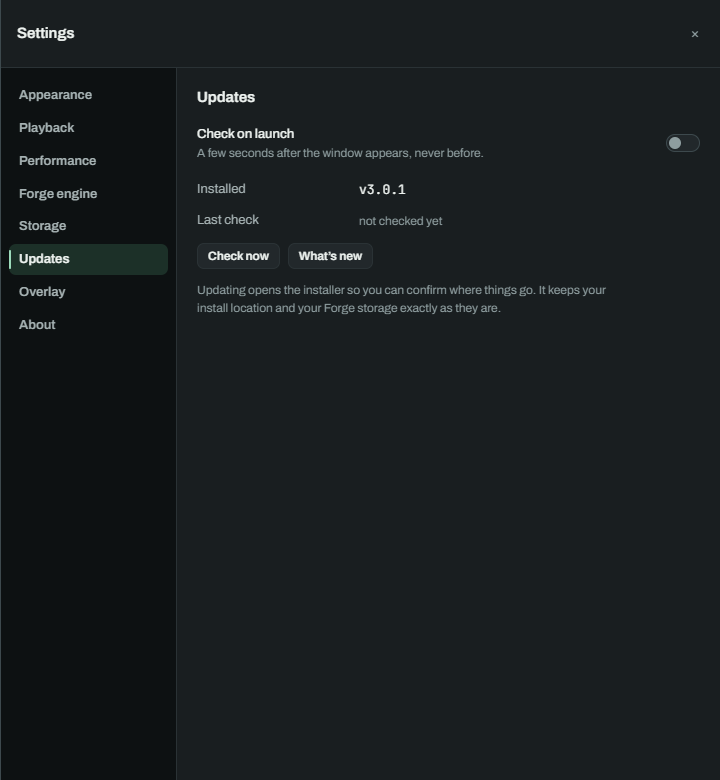 Settings
×
Appearance
Playback
Performance
Forge engine
Storage
Updates
Overlay
About
Updates
Check on launch
A few seconds after the window appears, never before.
Installed v3.0.1
Last check not checked yet
Check now What's new
Updating opens the installer so you can confirm where things go. It keeps your
install location and your Forge storage exactly as they are.